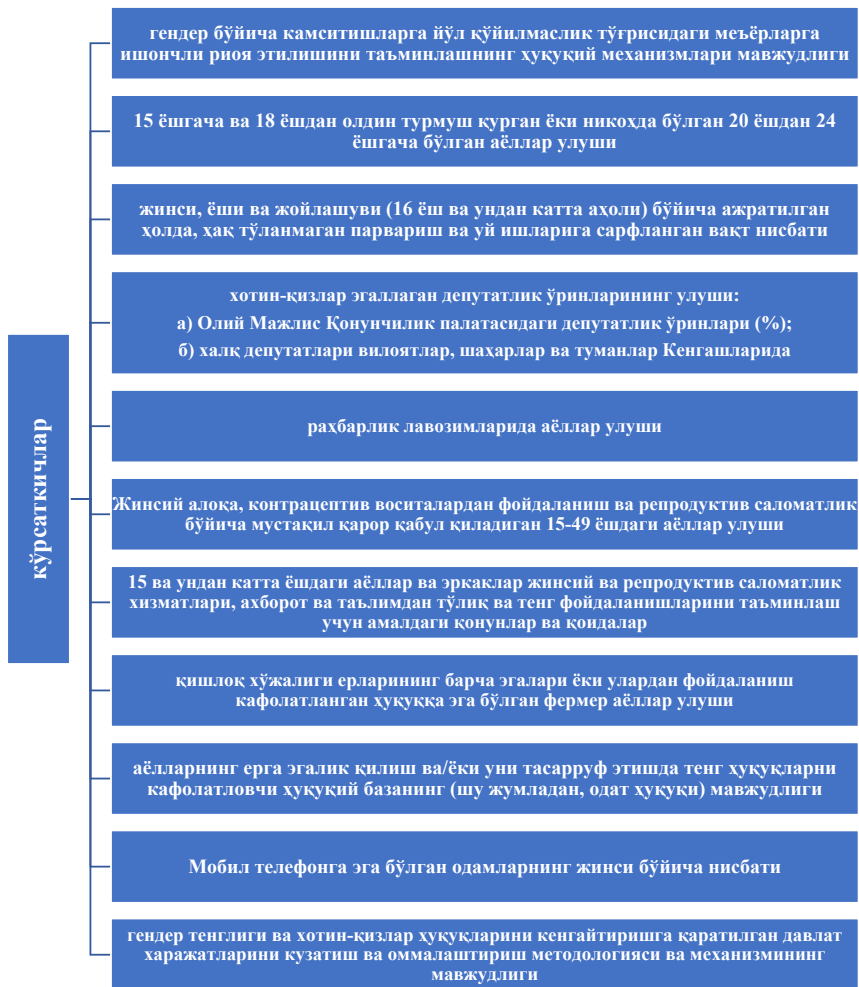 кўрсаткичлар
гендер бўйича камситишларга йўл қўйилмаслик тўғрисидаги меъёрларга
ишончли риоя этилишини таъминлашнинг ҳуқуқий механизмлари мавжудлиги
15 ёшгача ва 18 ёшдан олдин турмуш қурган ёки никоҳда бўлган 20 ёшдан 24
ёшгача бўлган аёллар улуши
жинси, ёши ва жойлашуви (16 ёш ва ундан катта аҳоли) бўйича ажратилган
ҳолда, ҳақ тўланмаган парвариш ва уй ишларига сарфланган вақт нисбати
хотин-қизлар эгаллаган депутатлик ўринларининг улуши:
а) Олий Мажлис Қонунчилик палатасидаги депутатлик ўринлари (%);
б) халқ депутатлари вилоятлар, шаҳарлар ва туманлар Кенгашларида
раҳбарлик лавозимларида аёллар улуши
Жинсий алоқа, контрацептив воситалардан фойдаланиш ва репродуктив саломатлик
бўйича мустақил қарор қабул қиладиган 15-49 ёшдаги аёллар улуши
15 ва ундан катта ёшдаги аёллар ва эркаклар жинсий ва репродуктив саломатлик
хизматлари, ахборот ва таълимдан тўлиқ ва тенг фойдаланишларини таъминлаш
учун амалдаги қонунлар ва қоидалар
қишлоқ хўжалиги ерларининг барча эгалари ёки улардан фойдаланиш
кафолатланган ҳуқуққа эга бўлган фермер аёллар улуши
аёлларнинг ерга эгалик қилиш ва/ёки уни тасарруф этишда тенг ҳуқуқларни
кафолатловчи ҳуқуқий базанинг (шу жумладан, одат ҳуқуқи) мавжудлиги
Мобил телефонга эга бўлган одамларнинг жинси бўйича нисбати
гендер тенглиги ва хотин-қизлар ҳуқуқларини кенгайтиришга қаратилган давлат
харажатларини кузатиш ва оммалаштириш методологияси ва механизмининг
мавжудлиги